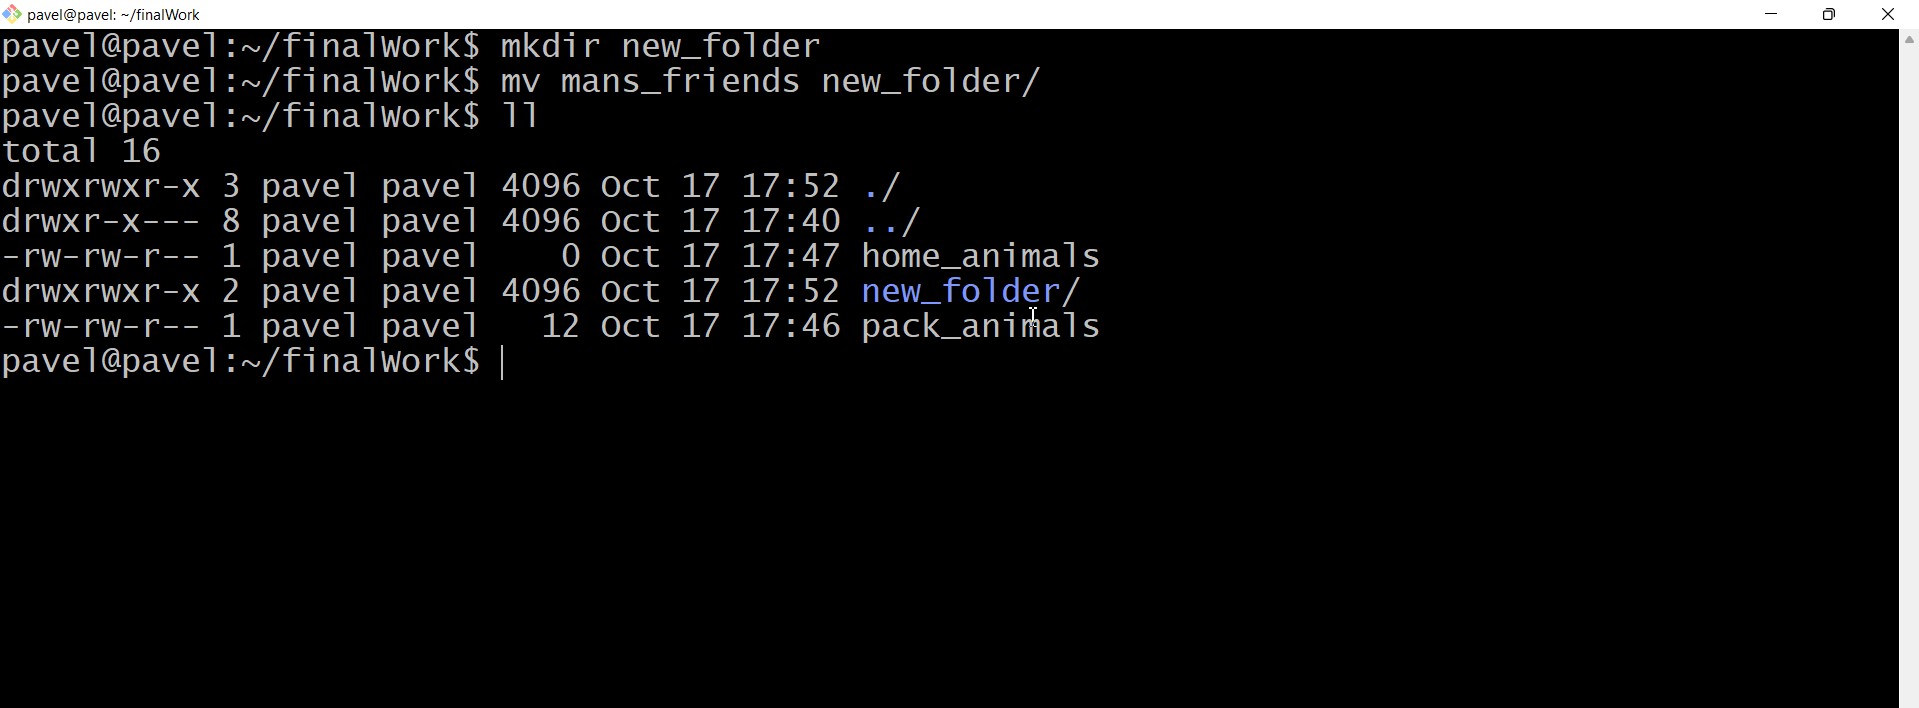 pavel@pavel: ~/finalWork
pavel@pavel:~/finalWork$ mkdir new_folder
pavel@pavel:~/finalWork$ mv mans_friends new_folder/
pavel@pavel:~/finalWork$ ll
total 16
drwxrwxr-x 3 pavel pavel 4096 Oct 17 17:52 ./
drwxr-x--- 8 pavel pavel 4096 Oct 17 17:40 ../
-rw-rw-r-- 1 pavel pavel    0 Oct 17 17:47 home_animals
drwxrwxr-x 2 pavel pavel 4096 Oct 17 17:52 new_folder/
-rw-rw-r-- 1 pavel pavel   12 Oct 17 17:46 pack_animals
pavel@pavel:~/finalWork$